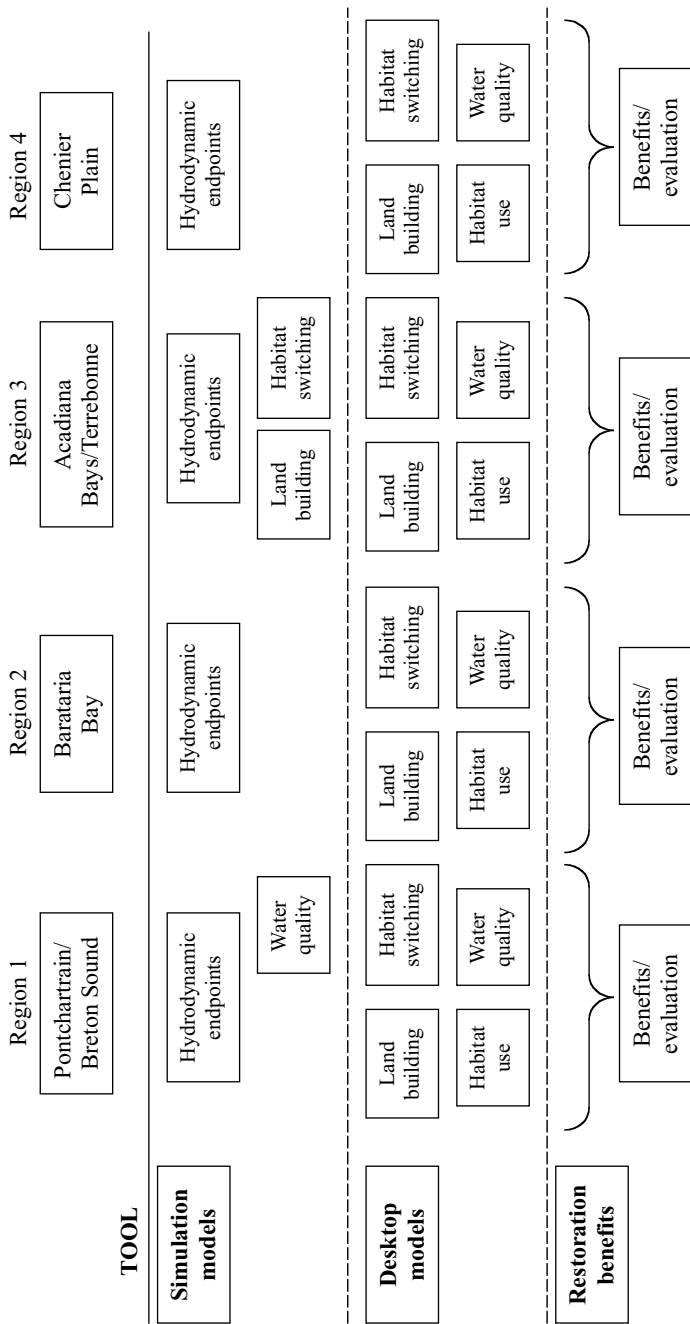 Region 1
Region 2
Region 3
Region 4
Pontchartrain/
Breton Sound
Barataria
Bay
Acadiana
Bays/Terrebonne
Chenier
Plain
TOOL
Simulation
models
Hydrodynamic
endpoints
Hydrodynamic
endpoints
Hydrodynamic
endpoints
Hydrodynamic
endpoints
Water
quality
Land
building
Habitat
switching
Desktop
models
Land
building
Habitat
switching
Land
building
Habitat
switching
Land
building
Habitat
switching
Land
building
Habitat
switching
Habitat
use
Water
quality
Habitat
use
Water
quality
Habitat
use
Water
quality
Habitat
use
Water
quality
Restoration
benefits
Benefits/
evaluation
Benefits/
evaluation
Benefits/
evaluation
Benefits/
evaluation